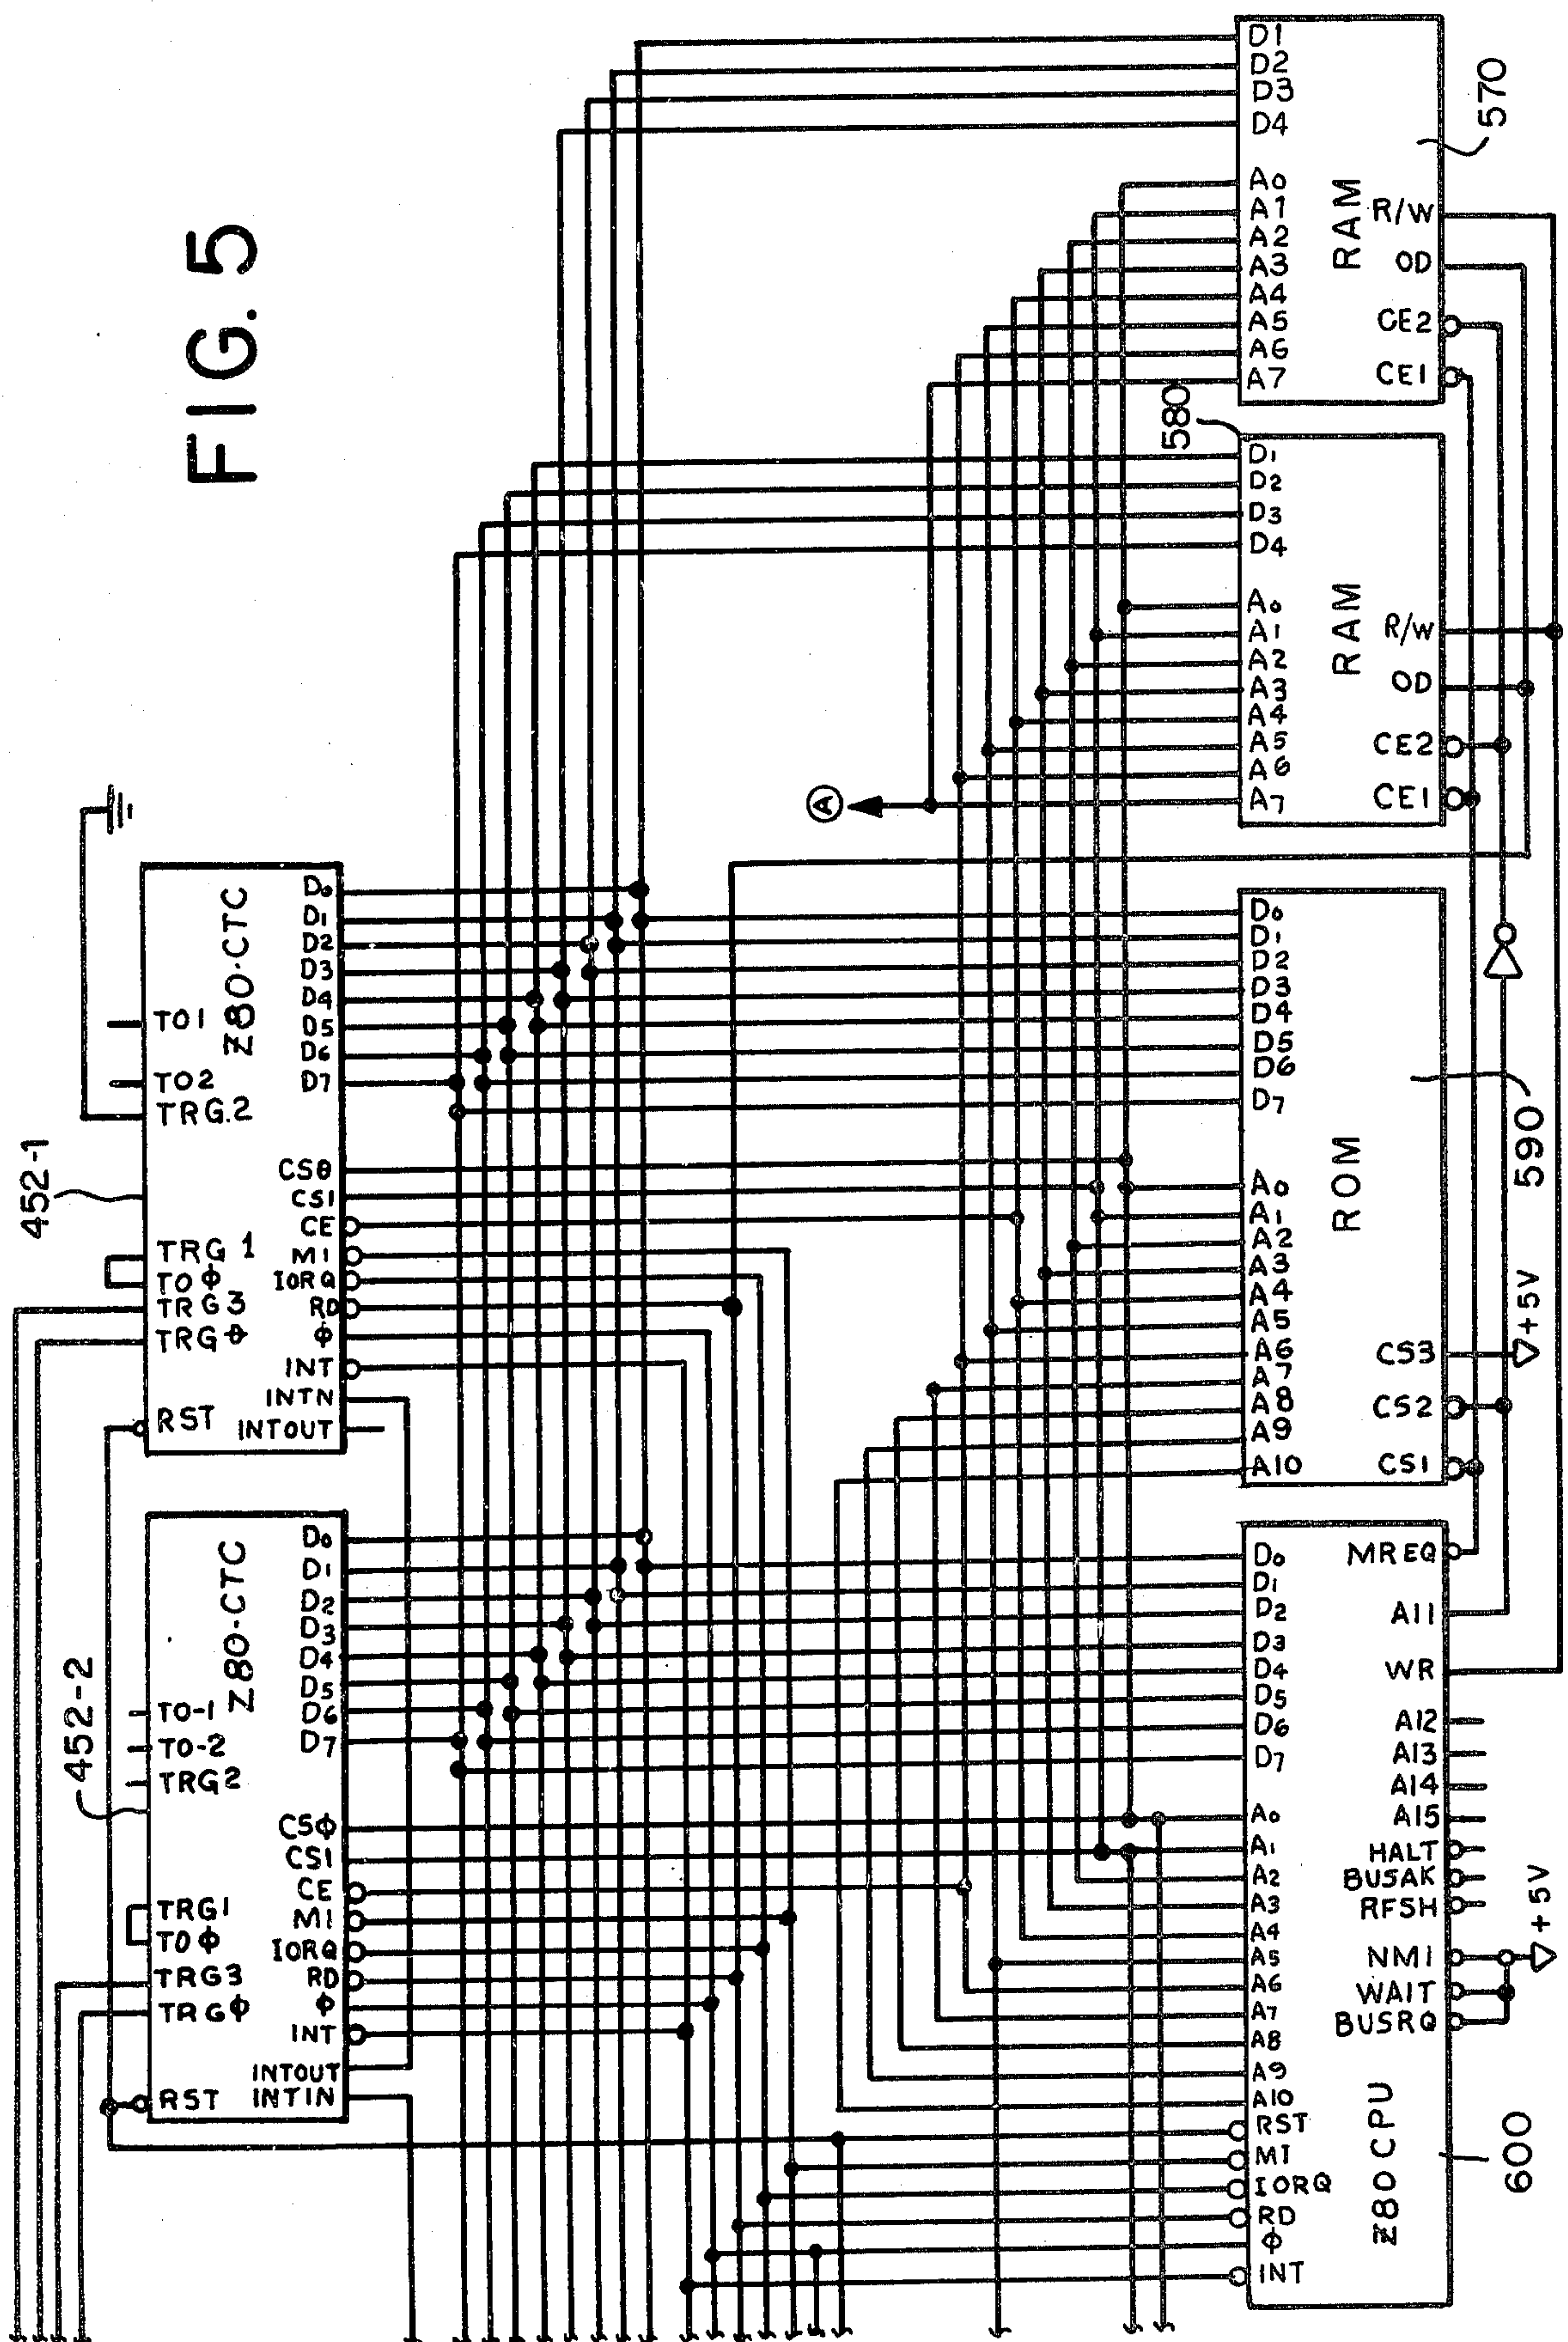 FIG. 5
452-1
Z80·CTC
TO1
TO2
TRG.2
TRG 1
TOΦ
TRG3
TRGΦ
RST
D0
D1
D2
D3
D4
D5
D6
D7
CS0
CS1
CE
M1
IORQ
RD
Φ
INT
INTN
INTOUT
452-2
Z80·CTC
TO-1
TO-2
TRG2
TRG1
TOΦ
TRG3
TRGΦ
RST
D0
D1
D2
D3
D4
D5
D6
D7
CSΦ
CS1
CE
M1
IORQ
RD
Φ
INT
INTOUT
INTIN
A
570
RAM
D1
D2
D3
D4
A0
A1
A2
A3
A4
A5
A6
A7
R/W
OD
CE2
CE1
580
RAM
D1
D2
D3
D4
A0
A1
A2
A3
A4
A5
A6
A7
R/W
OD
CE2
CE1
590
ROM
D0
D1
D2
D3
D4
D5
D6
D7
A0
A1
A2
A3
A4
A5
A6
A7
A8
A9
A10
CS3
CS2
CS1
+5V
600
Z80CPU
D0
D1
D2
D3
D4
D5
D6
D7
A0
A1
A2
A3
A4
A5
A6
A7
A8
A9
A10
RST
MI
IORQ
RD
Φ
INT
MREQ
A11
WR
A12
A13
A14
A15
HALT
BUSAK
RFSH
NMI
WAIT
BUSRQ
+5V